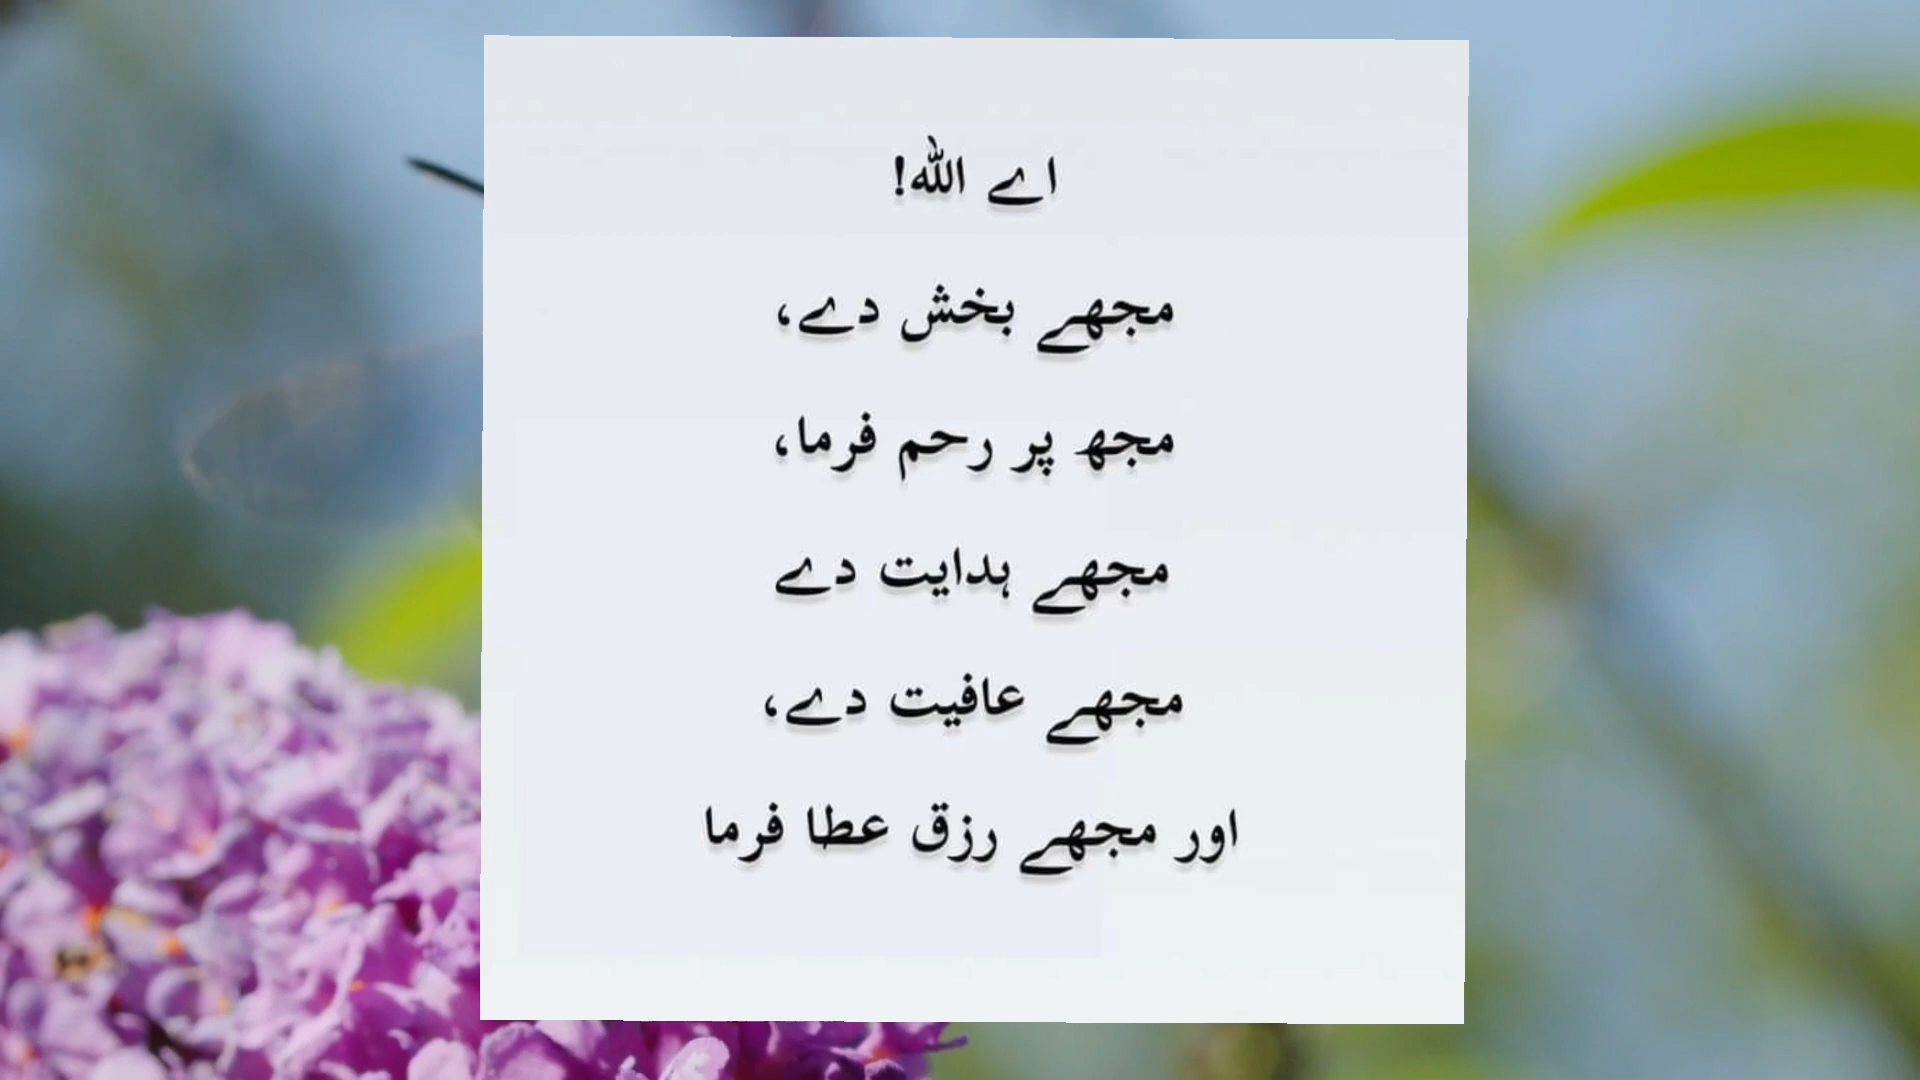 اے اللہ!
مجھے بخش دے،
مجھ پر رحم فرما،
مجھے ہدایت دے
مجھے عافیت دے،
اور مجھے رزق عطا فرما